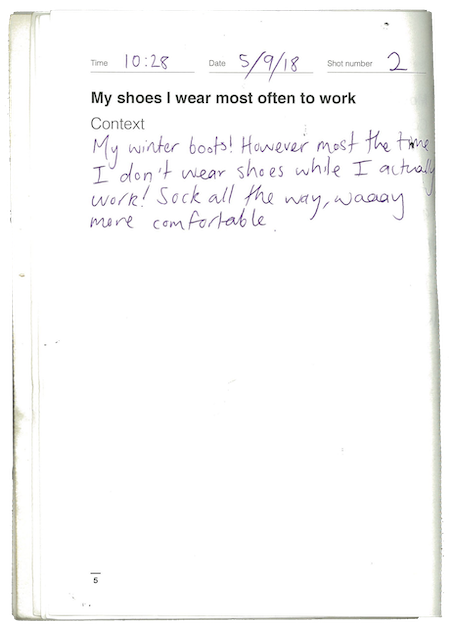 Time 10:28 Date 5/9/18 Shot number 2
My shoes I wear most often to work
Context
My winter boots! However most the time
I don't wear shoes while I actually
work! Sock all the way, waaay
more comfortable.
5